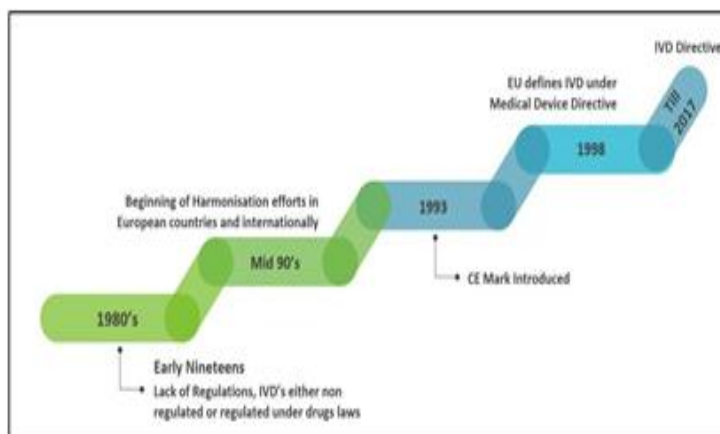 IVD Directive
Till
2017
EU defines IVD under
Medical Device Directive
1998
Beginning of Harmonisation efforts in
European countries and internationally
1993
Mid 90's
CE Mark Introduced
1980's
Early Nineteens
Lack of Regulations, IVD's either non
regulated or regulated under drugs laws